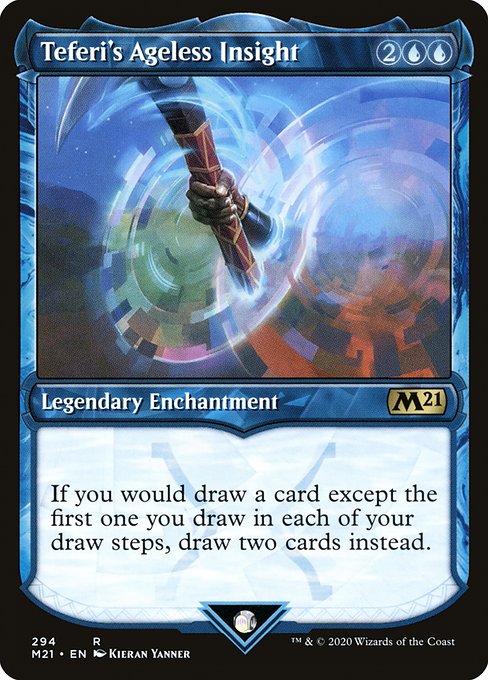 Teferi's Ageless Insight 2
Legendary Enchantment M21
If you would draw a card except the
first one you draw in each of your
draw steps, draw two cards instead.
294 R
M21 • EN Kieran Yanner
™ & © 2020 Wizards of the Coast